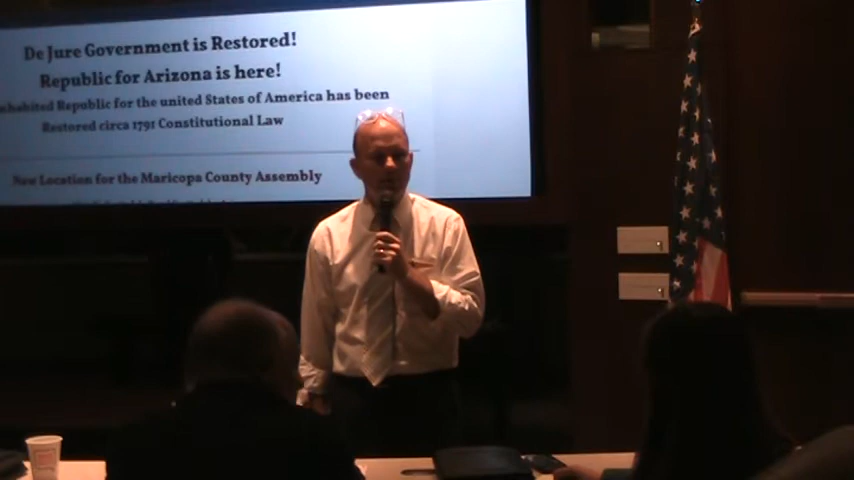 De Jure Government is Restored!
Republic for Arizona is here!
nhabited Republic for the united States of America has been
Restored circa 1791 Constitutional Law
New Location for the Maricopa County Assembly